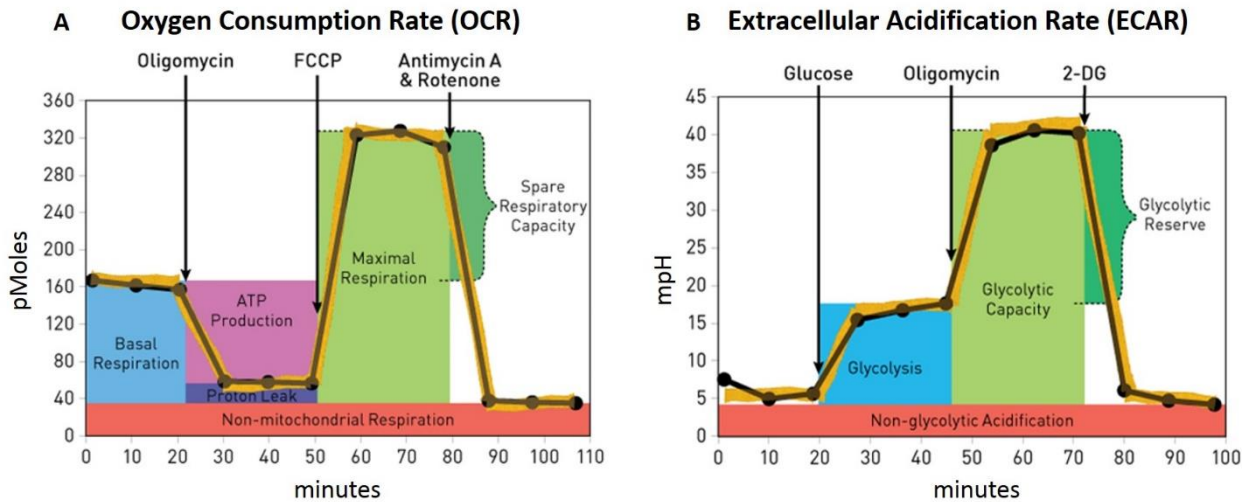 A Oxygen Consumption Rate (OCR)
Oligomycin
FCCP
Antimycin A
& Rotenone
360
320
280
240
200
160
120
80
40
0
pMoles
Basal
Respiration
ATP
Production
Proton Leak
Maximal
Respiration
Spare
Respiratory
Capacity
Non-mitochondrial Respiration
0 10 20 30 40 50 60 70 80 90 100 110
minutes
B Extracellular Acidification Rate (ECAR)
Glucose
Oligomycin
2-DG
45
40
35
30
25
20
15
10
5
0
mpH
Glycolysis
Glycolytic
Capacity
Glycolytic
Reserve
Non-glycolytic Acidification
0 10 20 30 40 50 60 70 80 90 100
minutes